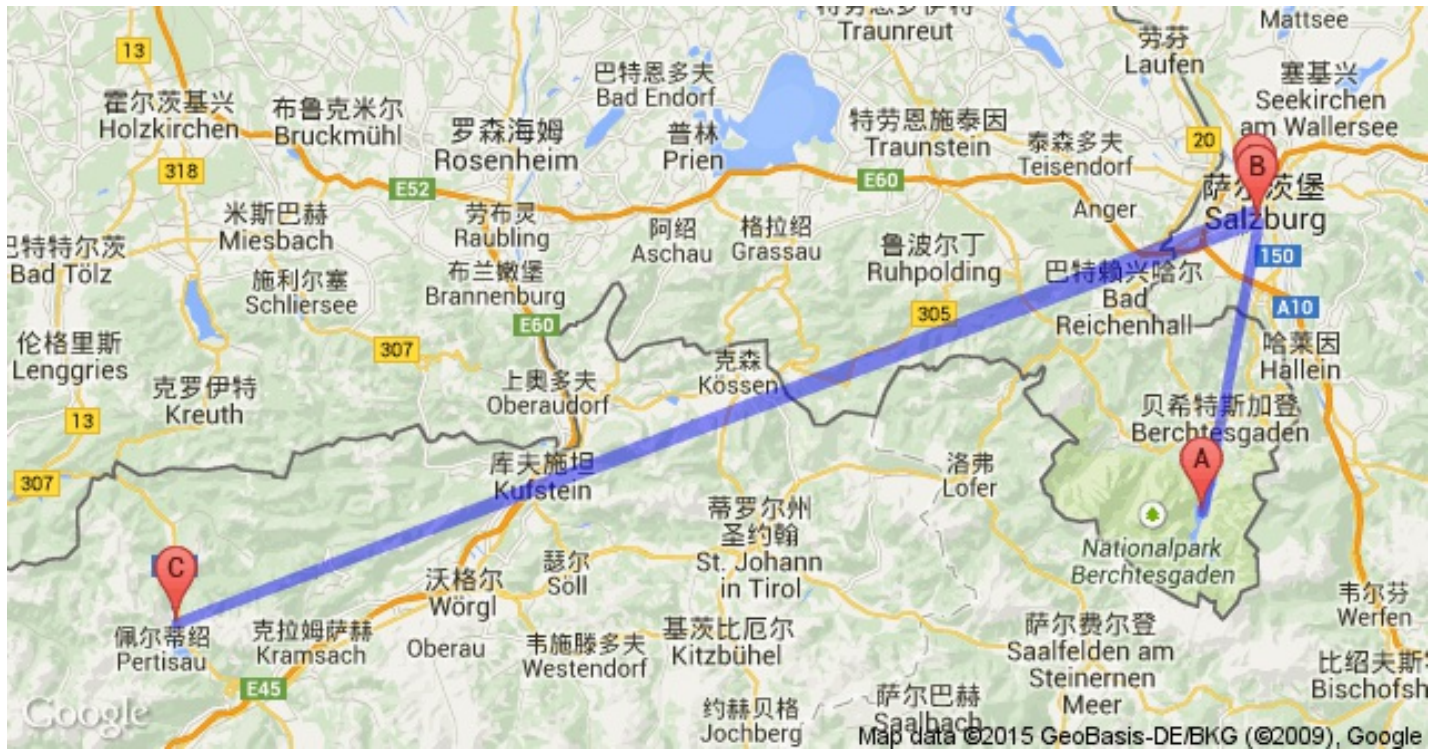 特劳恩罗伊特
Traunreut
Mattsee
劳芬
Laufen
13
巴特恩多夫
Bad Endorf
塞基兴
Seekirchen
am Wallersee
霍尔茨基兴
Holzkirchen
布鲁克米尔
Bruckmühl
罗森海姆
Rosenheim
普林
Prien
特劳恩施泰因
Traunstein
泰森多夫
Teisendorf
20
B
318
E52
E60
萨尔茨堡
Salzburg
米斯巴赫
Miesbach
劳布灵
Raubling
阿绍
Aschau
格拉绍
Grassau
Anger
巴特特尔茨
Bad Tölz
施利尔塞
Schliersee
布兰嫩堡
Brannenburg
鲁波尔丁
Ruhpolding
巴特赖兴哈尔
Bad
Reichenhall
150
A10
E60
305
伦格里斯
Lenggries
307
克森
Kössen
哈莱因
Hallein
克罗伊特
Kreuth
上奥多夫
Oberaudorf
13
贝希特斯加登
Berchtesgaden
307
库夫施坦
Kufstein
洛弗
Lofer
A
蒂罗尔州
圣约翰
St. Johann
in Tirol
Nationalpark
Berchtesgaden
C
瑟尔
Söll
沃格尔
Wörgl
韦尔芬
Werfen
佩尔蒂绍
Pertisau
克拉姆萨赫
Kramsach
Oberau
韦施滕多夫
Westendorf
基茨比厄尔
Kitzbühel
萨尔费尔登
Saalfelden am
Steinernen
Meer
比绍夫斯
Bischofsh
E45
Google
约赫贝格
Jochberg
萨尔巴赫
Saalbach
Map data ©2015 GeoBasis-DE/BKG (©2009), Google